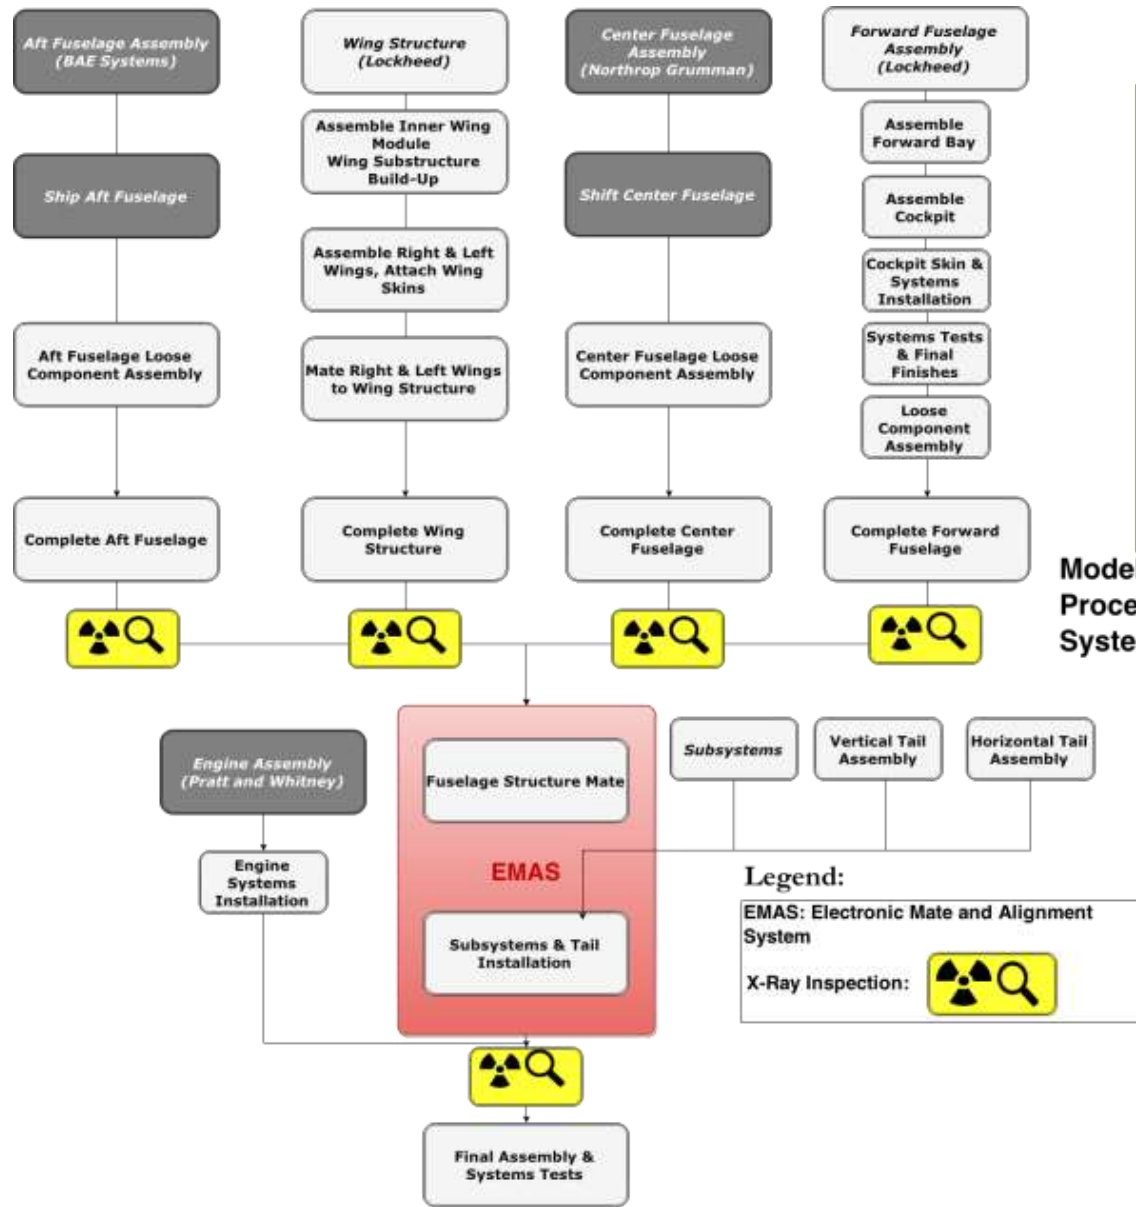 Aft Fuselage Assembly
(BAE Systems)
Ship Aft Fuselage
Aft Fuselage Loose
Component Assembly
Complete Aft Fuselage
Wing Structure
(Lockheed)
Assemble Inner Wing
Module
Wing Substructure
Build-Up
Assemble Right & Left
Wings, Attach Wing
Skins
Mate Right & Left Wings
to Wing Structure
Complete Wing
Structure
Center Fuselage
Assembly
(Northrop Grumman)
Shift Center Fuselage
Center Fuselage Loose
Component Assembly
Complete Center
Fuselage
Forward Fuselage
Assembly
(Lockheed)
Assemble
Forward Bay
Assemble
Cockpit
Cockpit Skin &
Systems
Installation
Systems Tests
& Final
Finishes
Loose
Component
Assembly
Complete Forward
Fuselage
Model
Proce
Syste
Engine Assembly
(Pratt and Whitney)
Engine
Systems
Installation
Fuselage Structure Mate
EMAS
Subsystems & Tail
Installation
Subsystems
Vertical Tail
Assembly
Horizontal Tail
Assembly
Legend:
EMAS: Electronic Mate and Alignment
System
X-Ray Inspection:
Final Assembly &
Systems Tests